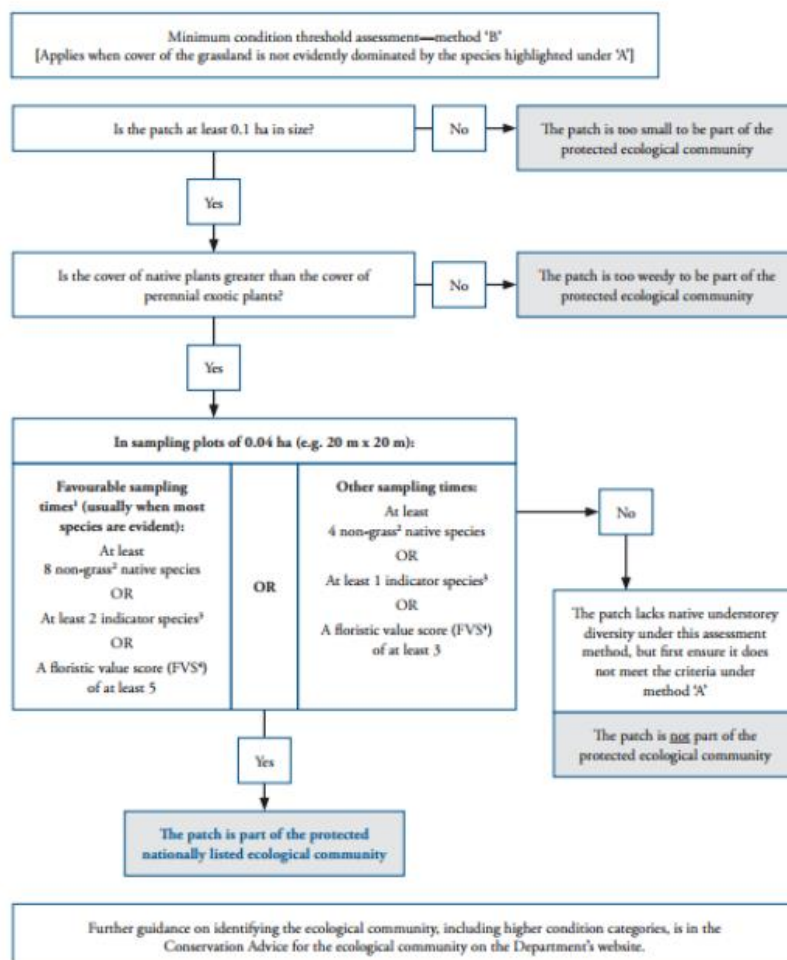 Minimum condition threshold assessment—method ‘B’
[Applies when cover of the grassland is not evidently dominated by the species highlighted under ‘A’]
Is the patch at least 0.1 ha in size?
No
The patch is too small to be part of the
protected ecological community
Yes
Is the cover of native plants greater than the cover of
perennial exotic plants?
No
The patch is too weedy to be part of the
protected ecological community
Yes
In sampling plots of 0.04 ha (e.g. 20 m x 20 m):
Favourable sampling
times¹ (usually when most
species are evident):
At least
8 non-grass² native species
OR
At least 2 indicator species³
OR
A floristic value score (FVS⁴)
of at least 5
OR
Other sampling times:
At least
4 non-grass² native species
OR
At least 1 indicator species³
OR
A floristic value score (FVS⁴)
of at least 3
No
The patch lacks native understorey
diversity under this assessment
method, but first ensure it does
not meet the criteria under
method ‘A’
The patch is not part of the
protected ecological community
Yes
The patch is part of the protected
nationally listed ecological community
Further guidance on identifying the ecological community, including higher condition categories, is in the
Conservation Advice for the ecological community on the Department’s website.